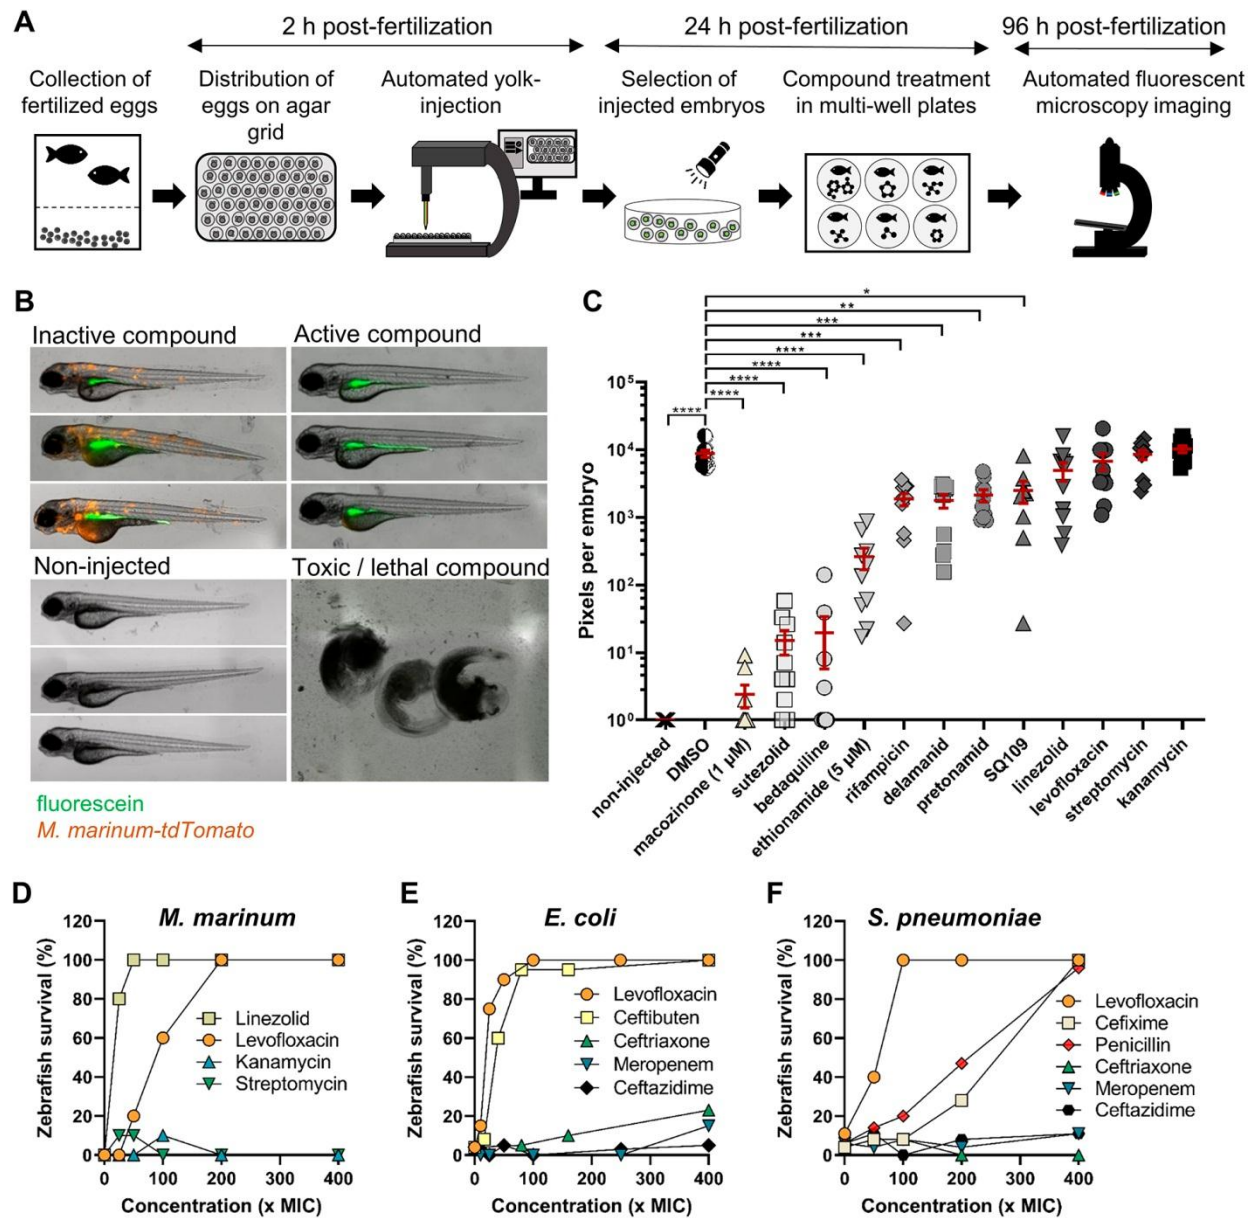 A
2 h post-fertilization
24 h post-fertilization
96 h post-fertilization
Collection of
fertilized eggs
Distribution of
eggs on agar
grid
Automated yolk-
injection
Selection of
injected embryos
Compound treatment
in multi-well plates
Automated fluorescent
microscopy imaging
B
Inactive compound
Active compound
Non-injected
Toxic / lethal compound
fluorescein
M. marinum-tdTomato
C
*
**
***
***
****
****
****
****
****
Pixels per embryo
10⁵
10⁴
10³
10²
10¹
10⁰
non-injected
DMSO
macozinone (1 µM)
sutezolid
bedaquiline
ethionamide (5 µM)
rifampicin
delamanid
pretonamid
SQ109
linezolid
levofloxacin
streptomycin
kanamycin
D
M. marinum
Zebrafish survival (%)
120
100
80
60
40
20
0
Linezolid
Levofloxacin
Kanamycin
Streptomycin
0 100 200 300 400
Concentration (x MIC)
E
E. coli
Zebrafish survival (%)
120
100
80
60
40
20
0
Levofloxacin
Ceftibuten
Ceftriaxone
Meropenem
Ceftazidime
0 100 200 300 400
Concentration (x MIC)
F
S. pneumoniae
Zebrafish survival (%)
120
100
80
60
40
20
0
Levofloxacin
Cefixime
Penicillin
Ceftriaxone
Meropenem
Ceftazidime
0 100 200 300 400
Concentration (x MIC)